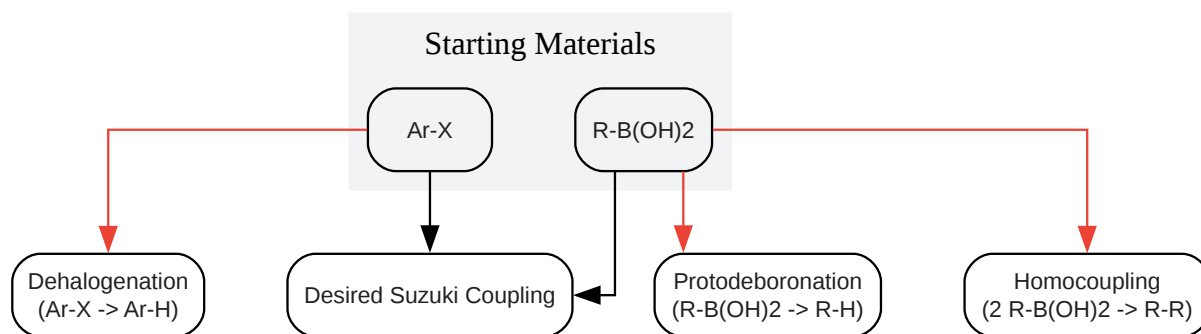 Starting Materials
Ar-X
R-B(OH)2
Dehalogenation
(Ar-X -> Ar-H)
Desired Suzuki Coupling
Protodeboronation
(R-B(OH)2 -> R-H)
Homocoupling
(2 R-B(OH)2 -> R-R)